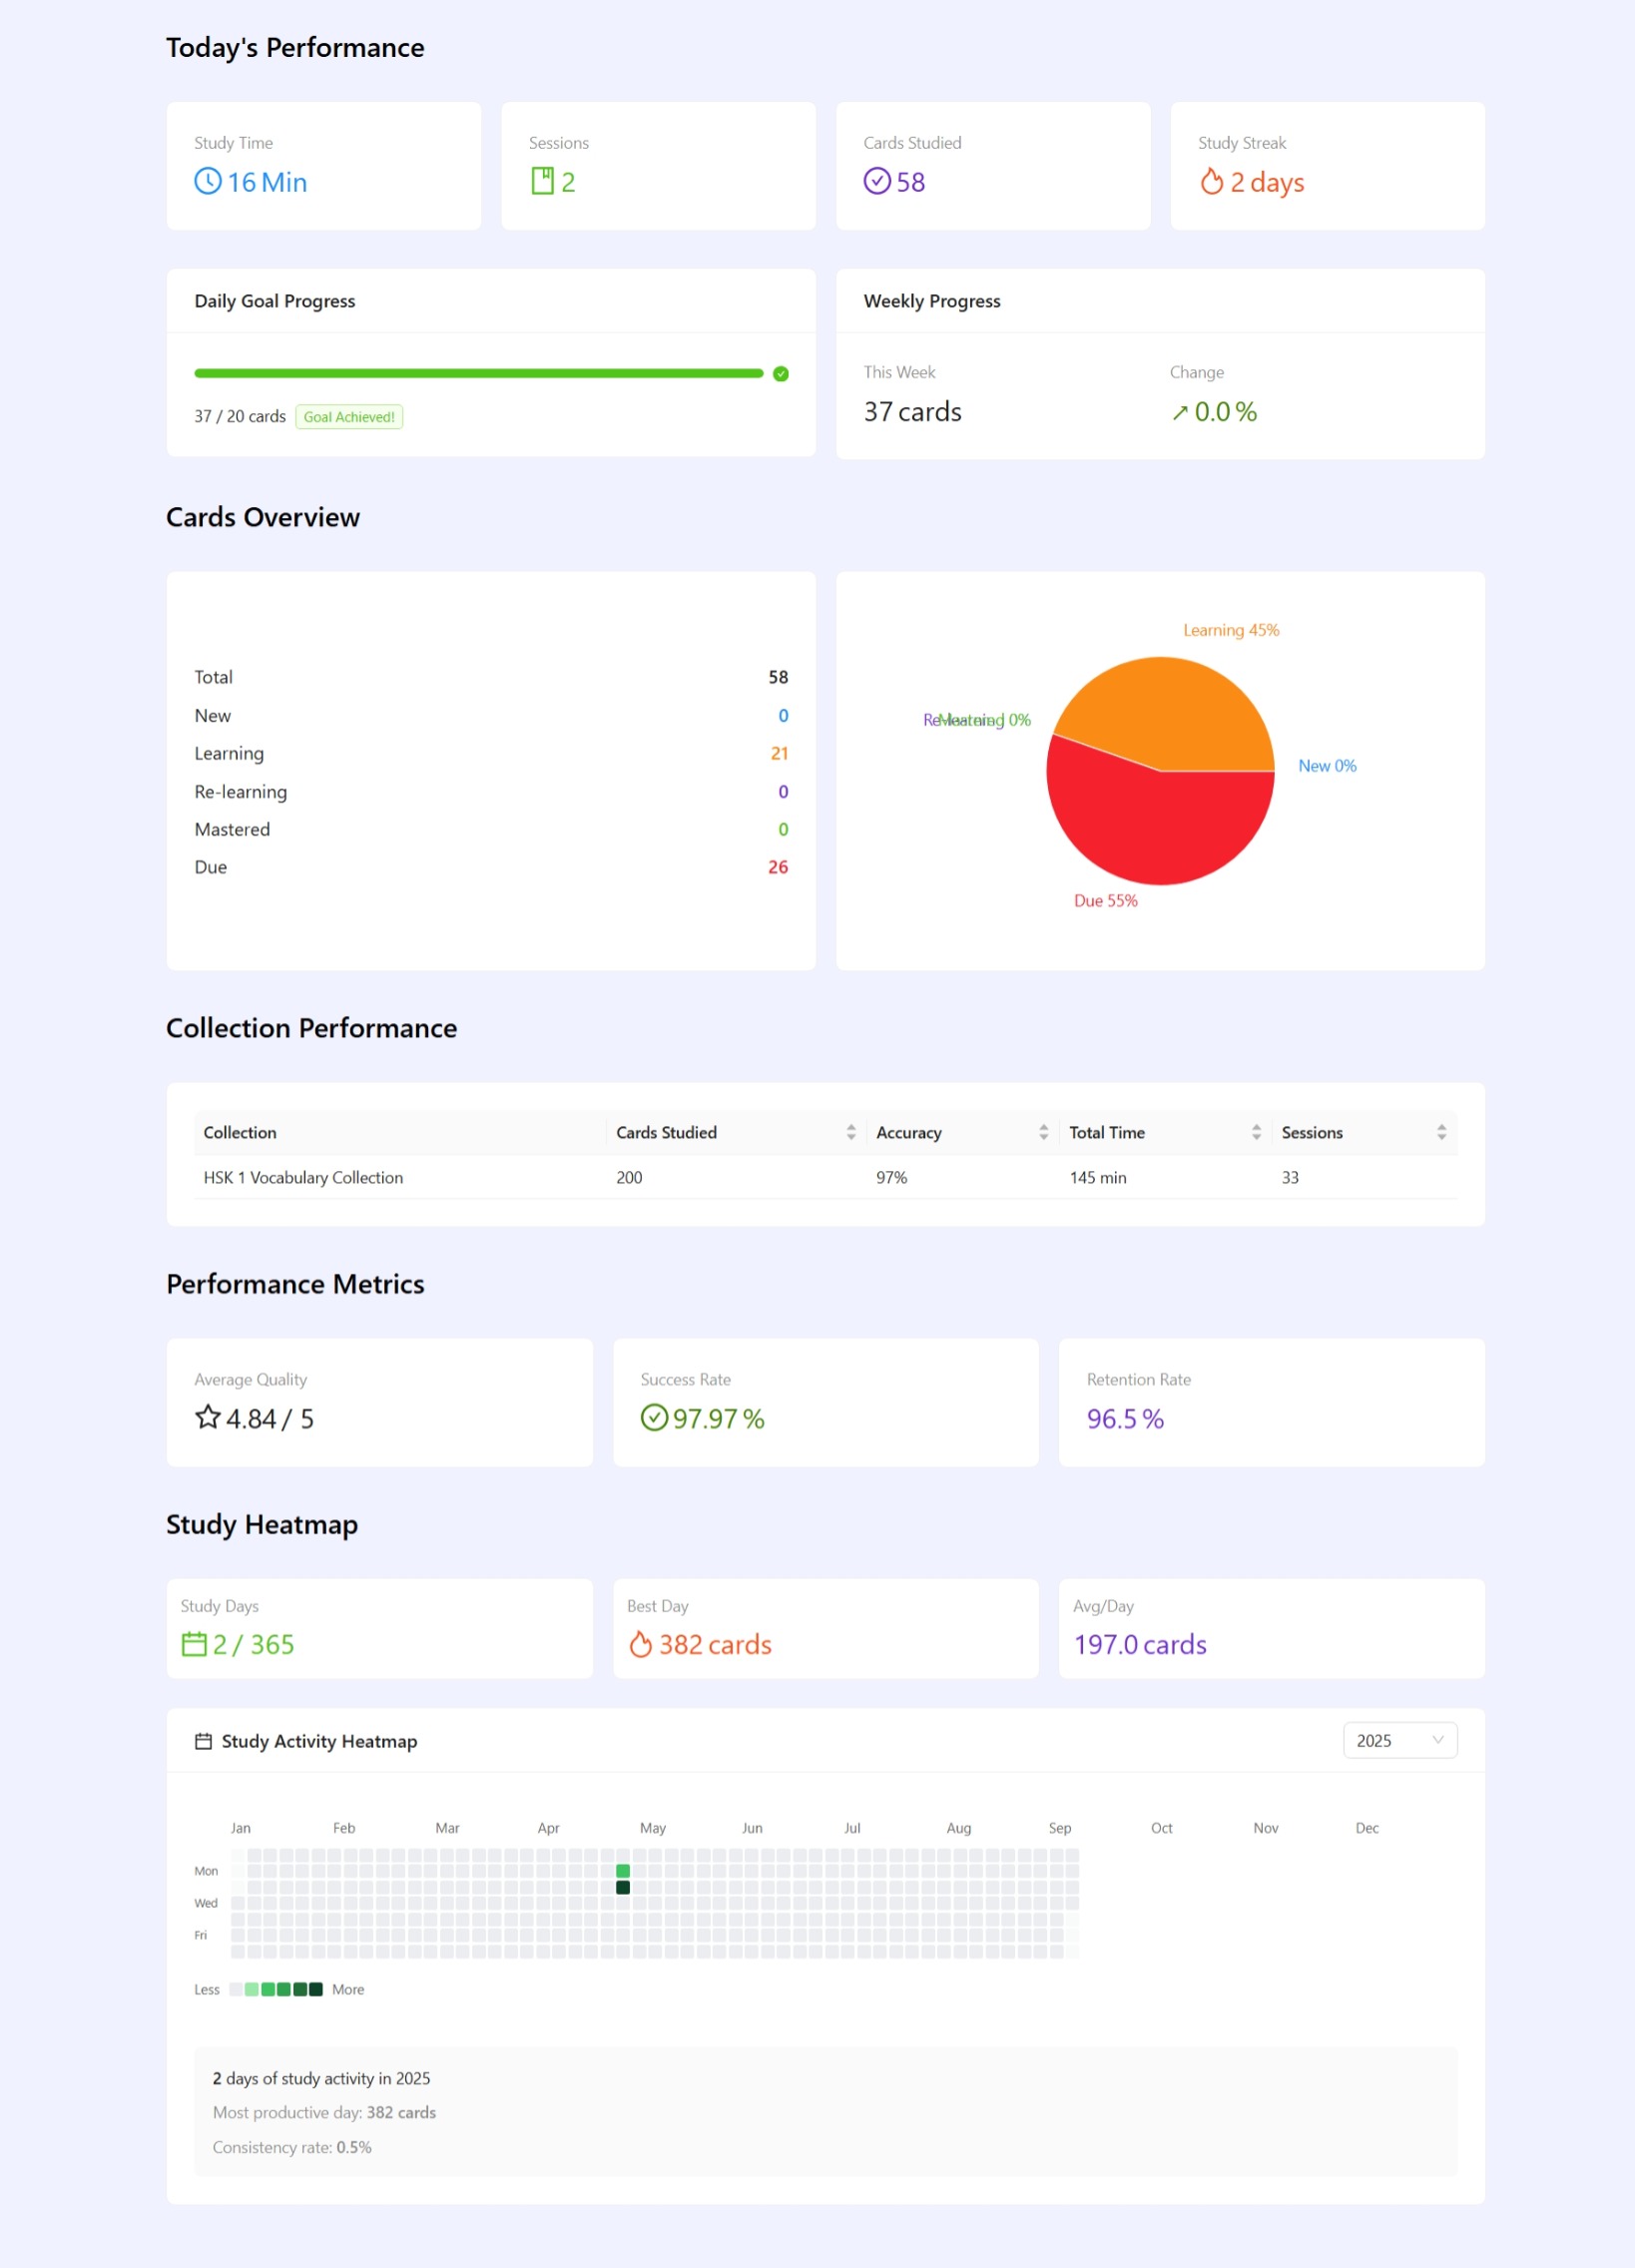 Today's Performance
Study Time
16 Min
Sessions
2
Cards Studied
58
Study Streak
2 days
Daily Goal Progress
37 / 20 cards Goal Achieved!
Weekly Progress
This Week
37 cards
Change
0.0 %
Cards Overview
Total 58
New 0
Learning 21
Re-learning 0
Mastered 0
Due 26
Learning 45%
Mastered 0%
New 0%
Due 55%
Collection Performance
Collection Cards Studied Accuracy Total Time Sessions
HSK 1 Vocabulary Collection 200 97% 145 min 33
Performance Metrics
Average Quality
4.84 / 5
Success Rate
97.97 %
Retention Rate
96.5 %
Study Heatmap
Study Days
2 / 365
Best Day
382 cards
Avg/Day
197.0 cards
Study Activity Heatmap
2025
Jan Feb Mar Apr May Jun Jul Aug Sep Oct Nov Dec
Mon
Wed
Fri
Less More
2 days of study activity in 2025
Most productive day: 382 cards
Consistency rate: 0.5%